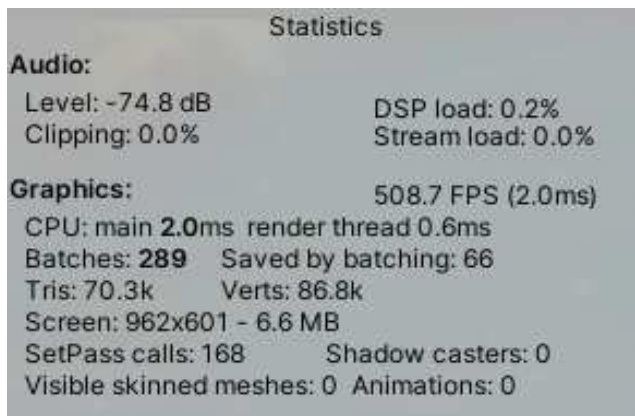 Statistics
Audio:
Level: -74.8 dB DSP load: 0.2%
Clipping: 0.0% Stream load: 0.0%
Graphics: 508.7 FPS (2.0ms)
CPU: main 2.0ms render thread 0.6ms
Batches: 289 Saved by batching: 66
Tris: 70.3k Verts: 86.8k
Screen: 962x601 - 6.6 MB
SetPass calls: 168 Shadow casters: 0
Visible skinned meshes: 0 Animations: 0